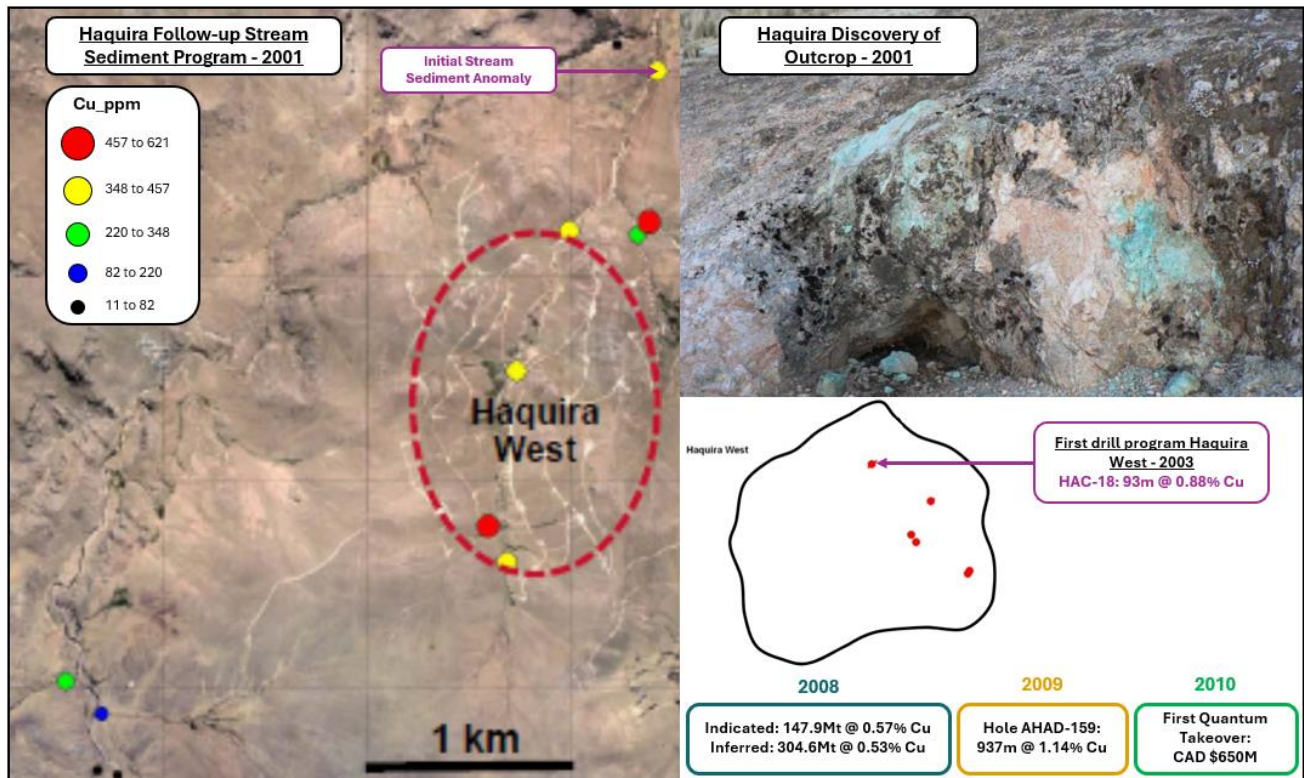 Haquira Follow-up Stream
Sediment Program - 2001
Initial Stream
Sediment Anomaly
Cu_ppm
457 to 621
348 to 457
220 to 348
82 to 220
11 to 82
Haquira
West
1 km
Haquira Discovery of
Outcrop - 2001
Haquira West
First drill program Haquira
West - 2003
HAC-18: 93m @ 0.88% Cu
2008
Indicated: 147.9Mt @ 0.57% Cu
Inferred: 304.6Mt @ 0.53% Cu
2009
Hole AHAD-159:
937m @ 1.14% Cu
2010
First Quantum
Takeover:
CAD $650M